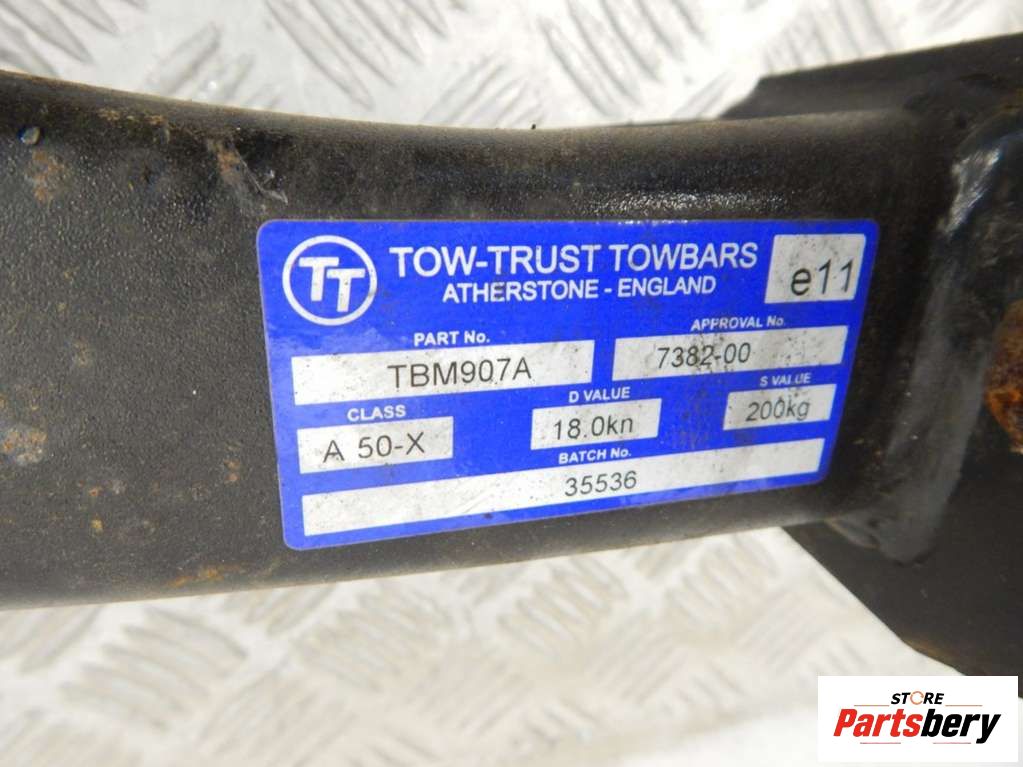 TT
TOW-TRUST TOWBARS
ATHERSTONE - ENGLAND
e11
PART No.
TBM907A
APPROVAL No.
7382-00
CLASS
A 50-X
D VALUE
18.0kn
S VALUE
200kg
BATCH No.
35536
STORE
Partsbery